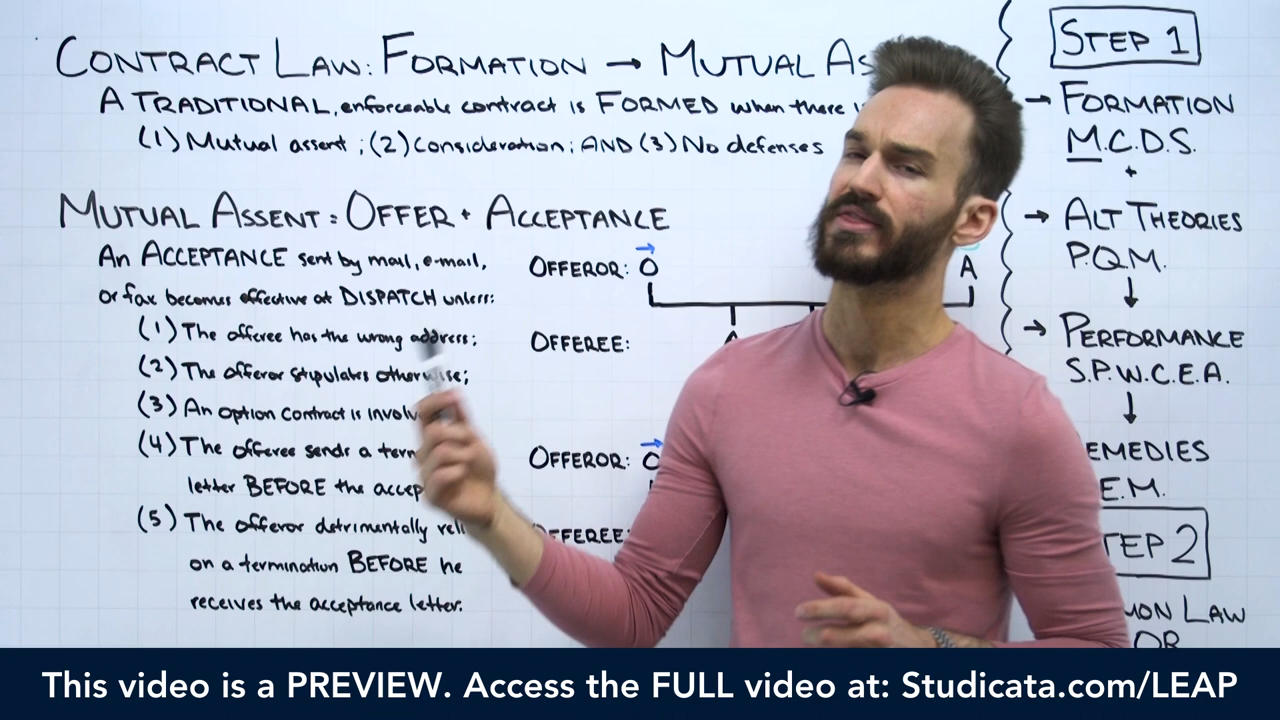 CONTRACT LAW: FORMATION → MUTUAL AS
A TRADITIONAL, enforceable contract is FORMED when there
(1) Mutual assent; (2) Consideration; AND (3) No defenses
MUTUAL ASSENT = OFFER + ACCEPTANCE
An ACCEPTANCE sent by mail, e-mail,
or fax becomes effective at DISPATCH unless:
(1) The offeree has the wrong address;
(2) The offeror stipulates otherwise;
(3) An option contract is involv
(4) The offeree sends a term
letter BEFORE the accep
(5) The offeror detrimentally reli
on a termination BEFORE he
receives the acceptance letter.
OFFEROR: O
A
OFFEREE:
OFFEROR: O
OFFEREE:
STEP 1
→ FORMATION
M.C.D.S.
+
→ ALT THEORIES
P.Q.M.
↓
→ PERFORMANCE
S.P.W.C.E.A.
↓
EMEDIES
E.M.
TEP 2
MON LAW
OR
This video is a PREVIEW. Access the FULL video at: Studicata.com/LEAP